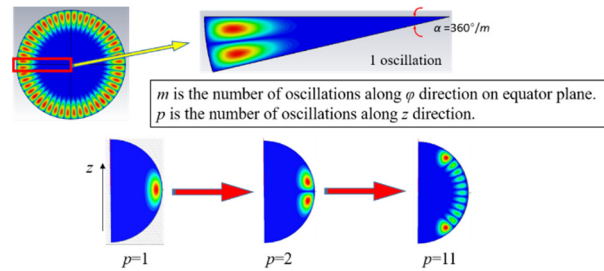 α =360°/m
1 oscillation
m is the number of oscillations along φ direction on equator plane.
p is the number of oscillations along z direction.
z
p=1
p=2
p=11